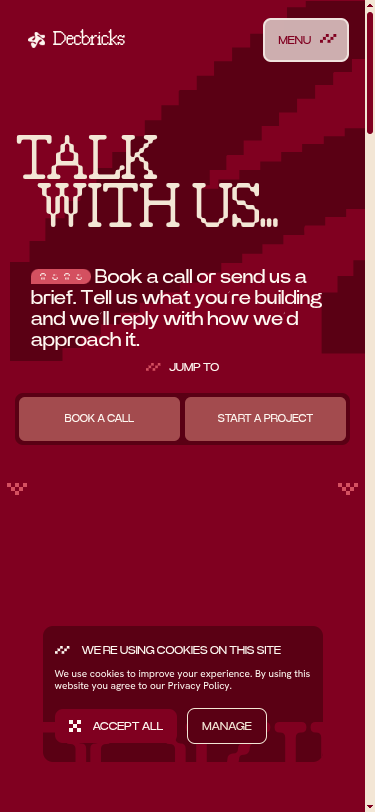 Decbricks
MENU
TALK
WITH US...
Book a call or send us a
brief. Tell us what you're building
and we'll reply with how we'd
approach it.
JUMP TO
BOOK A CALL
START A PROJECT
WE'RE USING COOKIES ON THIS SITE
We use cookies to improve your experience. By using this
website you agree to our Privacy Policy.
ACCEPT ALL
MANAGE